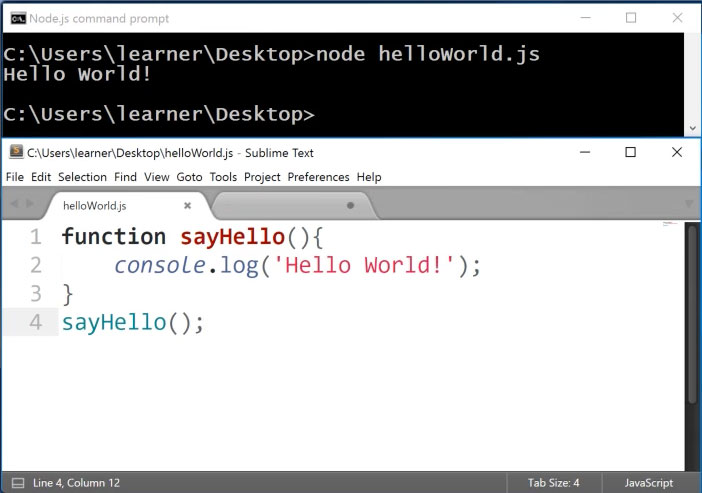 Node.js command prompt
C:\Users\learner\Desktop>node helloWorld.js
Hello World!
C:\Users\learner\Desktop>
C:\Users\learner\Desktop\helloWorld.js - Sublime Text
File Edit Selection Find View Goto Tools Project Preferences Help
helloWorld.js
1 function sayHello(){
2 console.log('Hello World!');
3 }
4 sayHello();
Line 4, Column 12 Tab Size: 4 JavaScript